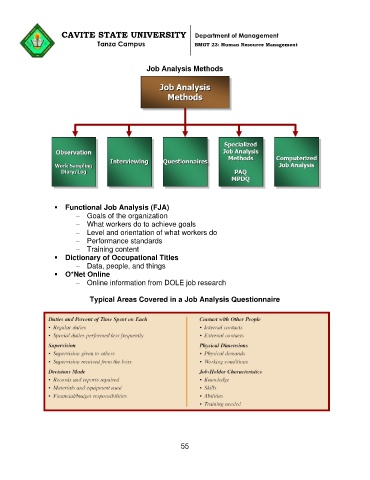 CAVITE STATE UNIVERSITY
Tanza Campus
Department of Management
BMGT 23: Human Resource Management
Job Analysis Methods
Job Analysis
Methods
Observation
Work Sampling
Diary/Log
Interviewing
Questionnaires
Specialized
Job Analysis
Methods
PAQ
MPDQ
Computerized
Job Analysis
▪ Functional Job Analysis (FJA)
– Goals of the organization
– What workers do to achieve goals
– Level and orientation of what workers do
– Performance standards
– Training content
▪ Dictionary of Occupational Titles
– Data, people, and things
▪ O*Net Online
– Online information from DOLE job research
Typical Areas Covered in a Job Analysis Questionnaire
Duties and Percent of Time Spent on Each
• Regular duties
• Special duties performed less frequently
Supervision
• Supervision given to others
• Supervision received from the boss
Decisions Made
• Records and reports required
• Materials and equipment used
• Financial/budget responsibilities
Contact with Other People
• Internal contacts
• External contacts
Physical Dimensions
• Physical demands
• Working conditions
Job-Holder Characteristics
• Knowledge
• Skills
• Abilities
• Training needed
55